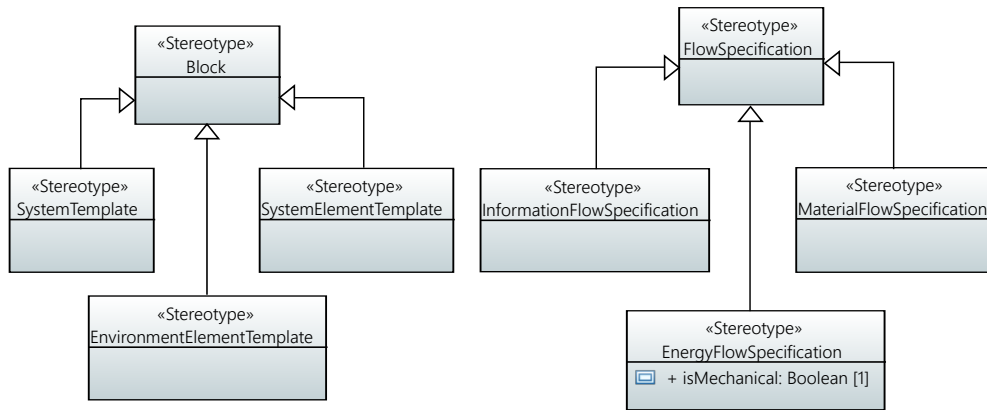 «Stereotype»
Block
«Stereotype»
SystemTemplate
«Stereotype»
SystemElementTemplate
«Stereotype»
EnvironmentElementTemplate
«Stereotype»
FlowSpecification
«Stereotype»
InformationFlowSpecification
«Stereotype»
MaterialFlowSpecification
«Stereotype»
EnergyFlowSpecification
+ isMechanical: Boolean [1]